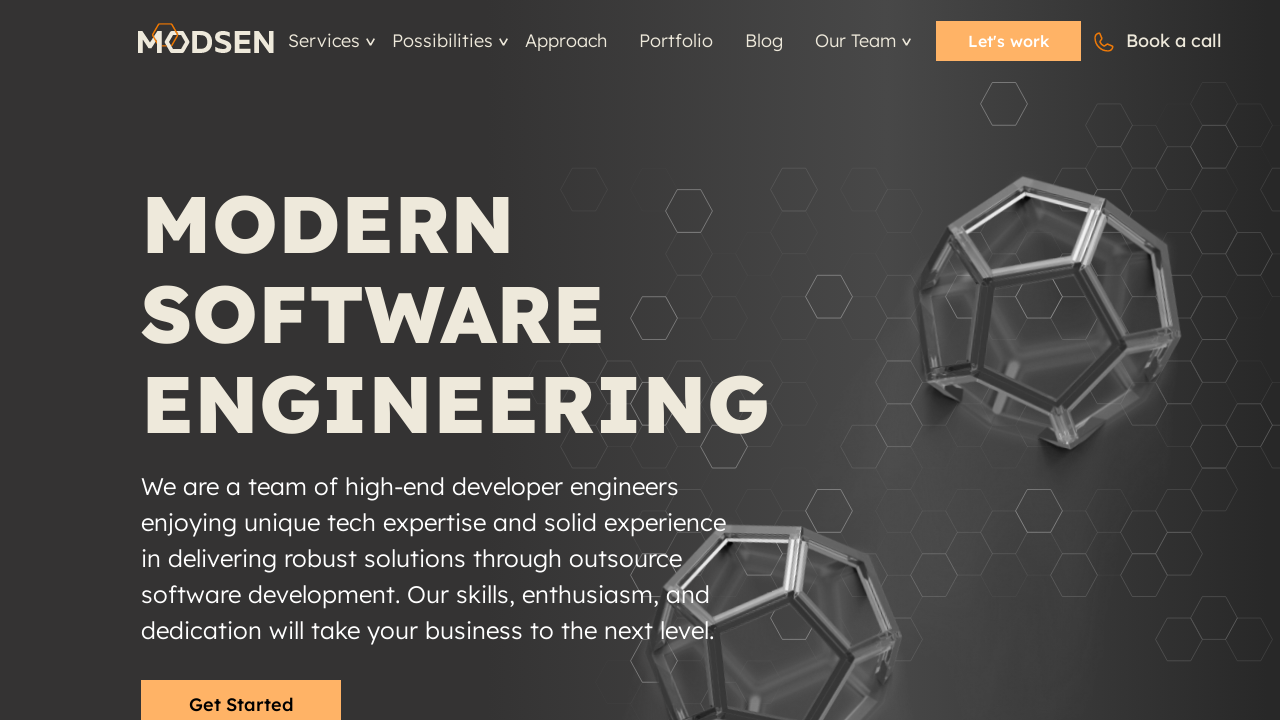 MODSEN Services Possibilities Approach Portfolio Blog Our Team Let's work Book a call
MODERN
SOFTWARE
ENGINEERING
We are a team of high-end developer engineers
enjoying unique tech expertise and solid experience
in delivering robust solutions through outsource
software development. Our skills, enthusiasm, and
dedication will take your business to the next level.
Get Started